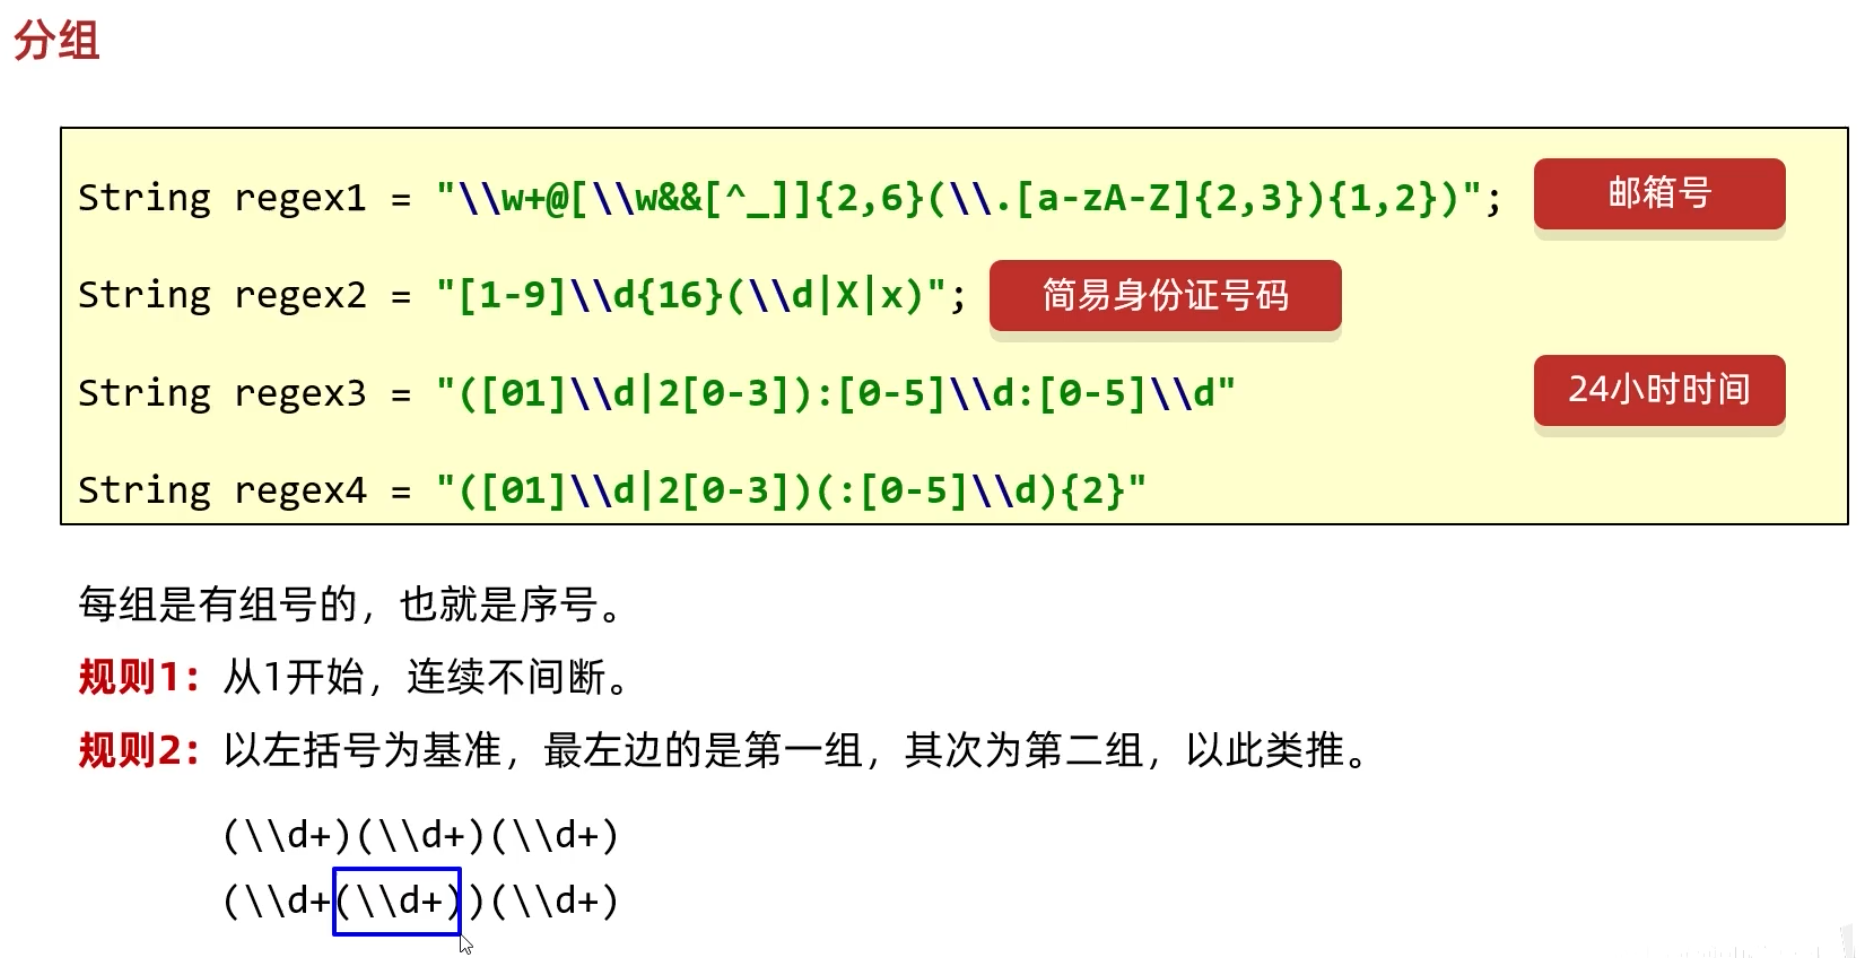 分组
String regex1 = "\\w+@[\\w&&[^_]]{2,6}(\\.[a-zA-Z]{2,3}){1,2})"; 邮箱号
String regex2 = "[1-9]\\d{16}(\\d|X|x)"; 简易身份证号码
String regex3 = "([01]\\d|2[0-3]):[0-5]\\d:[0-5]\\d" 24小时时间
String regex4 = "([01]\\d|2[0-3])(:[0-5]\\d){2}"
每组是有组号的，也就是序号。
规则1：从1开始，连续不间断。
规则2：以左括号为基准，最左边的是第一组，其次为第二组，以此类推。
(\\d+)(\\d+)(\\d+)
(\\d+(\\d+))(\\d+)